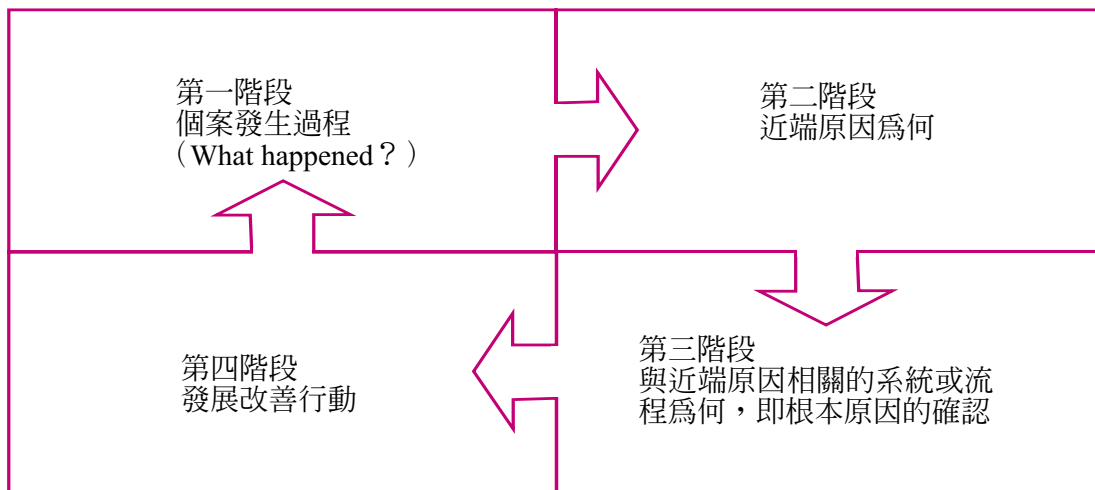 第一階段
個案發生過程
（What happened？）
第二階段
近端原因爲何
第三階段
與近端原因相關的系統或流
程爲何，即根本原因的確認
第四階段
發展改善行動